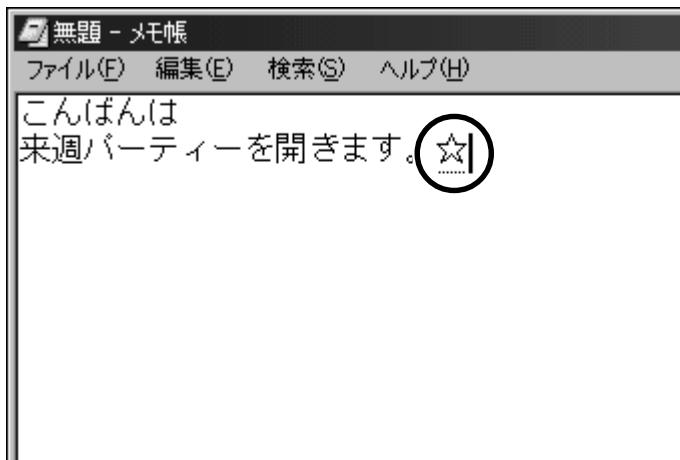 無題 - メモ帳
ファイル(F) 編集(E) 検索(S) ヘルプ(H)
こんばんは
来週パーティーを開きます。☆